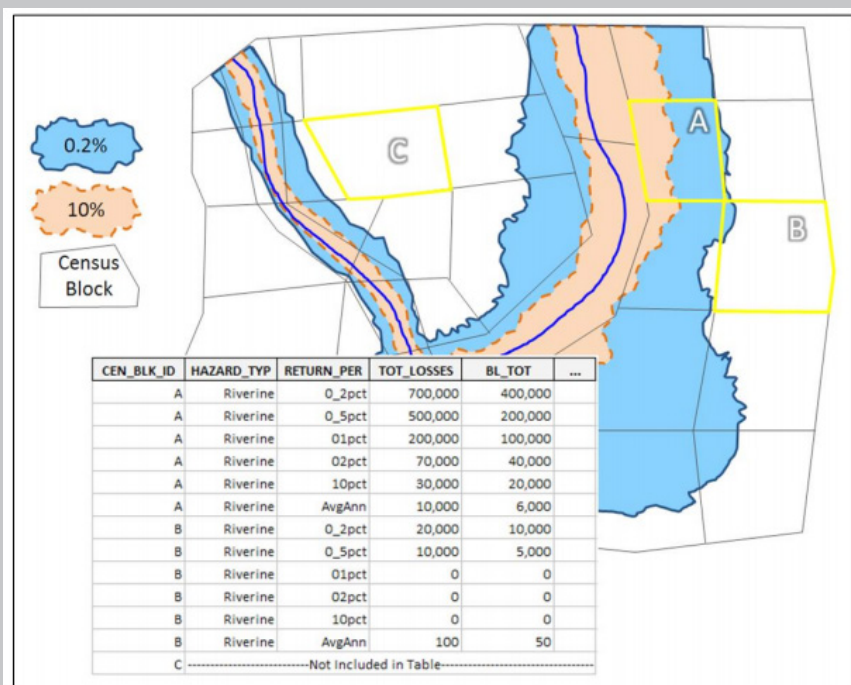 0.2%
10%
Census
Block
C
A
B
CEN_BLK_ID HAZARD_TYP RETURN_PER TOT_LOSSES BL_TOT ...
A Riverine 0_2pct 700,000 400,000
A Riverine 0_5pct 500,000 200,000
A Riverine 01pct 200,000 100,000
A Riverine 02pct 70,000 40,000
A Riverine 10pct 30,000 20,000
A Riverine AvgAnn 10,000 6,000
B Riverine 0_2pct 20,000 10,000
B Riverine 0_5pct 10,000 5,000
B Riverine 01pct 0 0
B Riverine 02pct 0 0
B Riverine 10pct 0 0
B Riverine AvgAnn 100 50
C -----------------------------Not Included in Table-----------------------------------